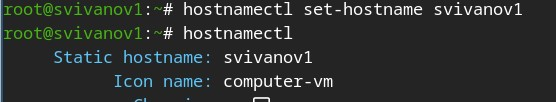 root@svivanov1:~# hostnamectl set-hostname svivanov1
root@svivanov1:~# hostnamectl
Static hostname: svivanov1
Icon name: computer-vm